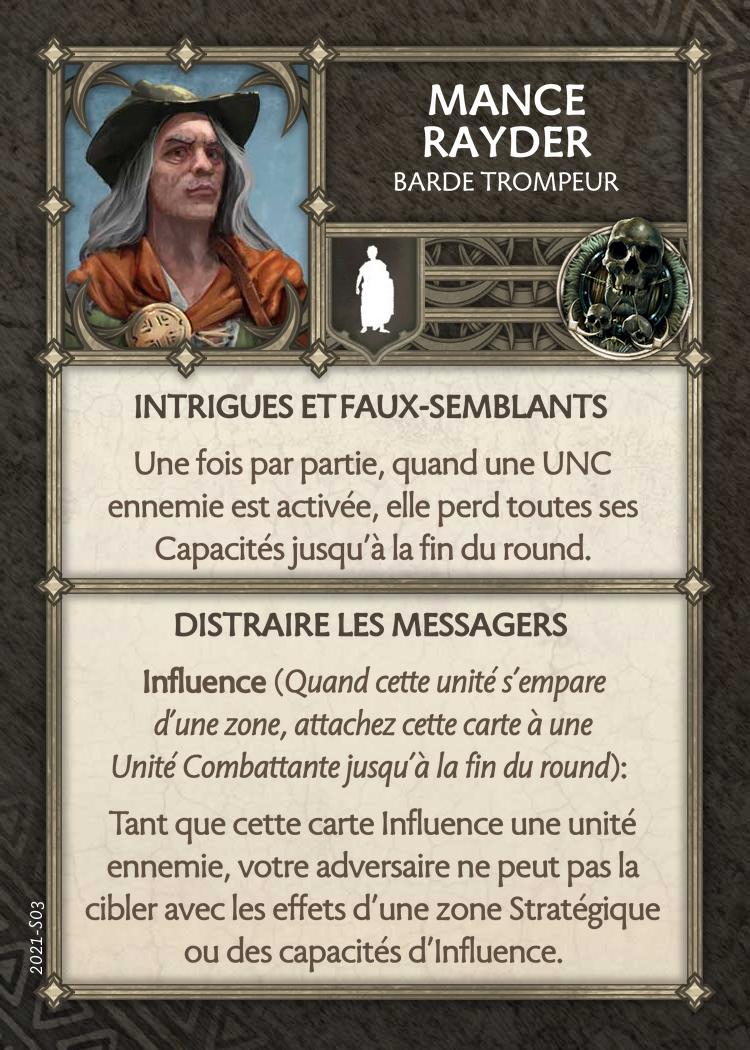 MANCE
RAYDER
BARDE TROMPEUR
INTRIGUES ET FAUX-SEMBLANTS
Une fois par partie, quand une UNC
ennemie est activée, elle perd toutes ses
Capacités jusqu'à la fin du round.
DISTRAIRE LES MESSAGERS
Influence (Quand cette unité s'empare
d'une zone, attachez cette carte à une
Unité Combattante jusqu'à la fin du round):
Tant que cette carte Influence une unité
ennemie, votre adversaire ne peut pas la
cibler avec les effets d'une zone Stratégique
ou des capacités d'Influence.
2021-S03